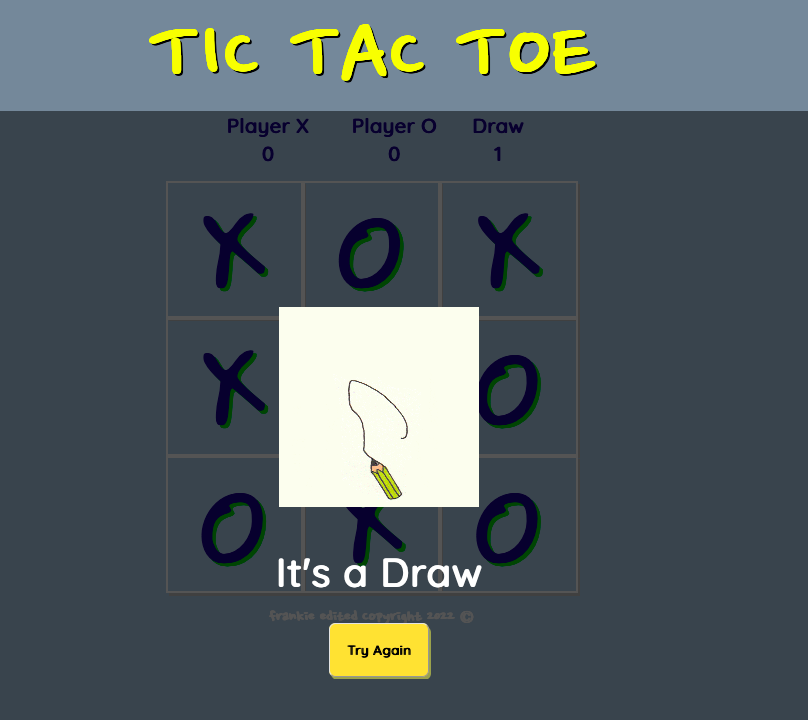 TIC TAC TOE
Player X Player O Draw
0 0 1
X O X
X O
O X O
It's a Draw
frankie edited copyright 2022 ©
Try Again